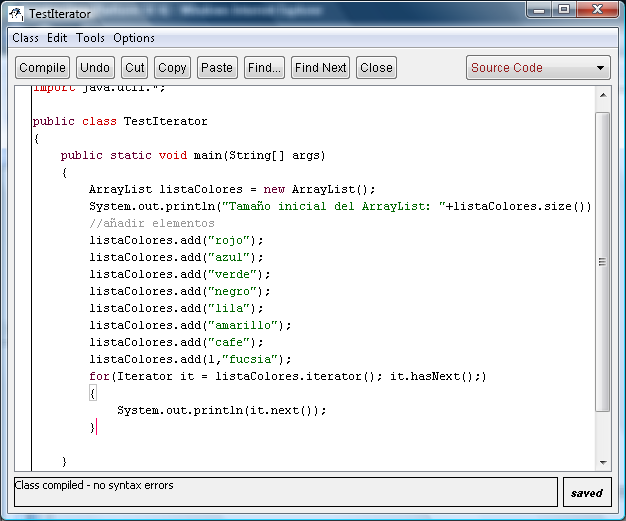 TestIterator
Class Edit Tools Options
Compile Undo Cut Copy Paste Find... Find Next Close Source Code
import java.util.*;
public class TestIterator
{
public static void main(String[] args)
{
ArrayList listaColores = new ArrayList();
System.out.println("Tamaño inicial del ArrayList: "+listaColores.size())
//añadir elementos
listaColores.add("rojo");
listaColores.add("azul");
listaColores.add("verde");
listaColores.add("negro");
listaColores.add("lila");
listaColores.add("amarillo");
listaColores.add("cafe");
listaColores.add(1,"fucsia");
for(Iterator it = listaColores.iterator(); it.hasNext();)
{
System.out.println(it.next());
}
}
Class compiled - no syntax errors
saved